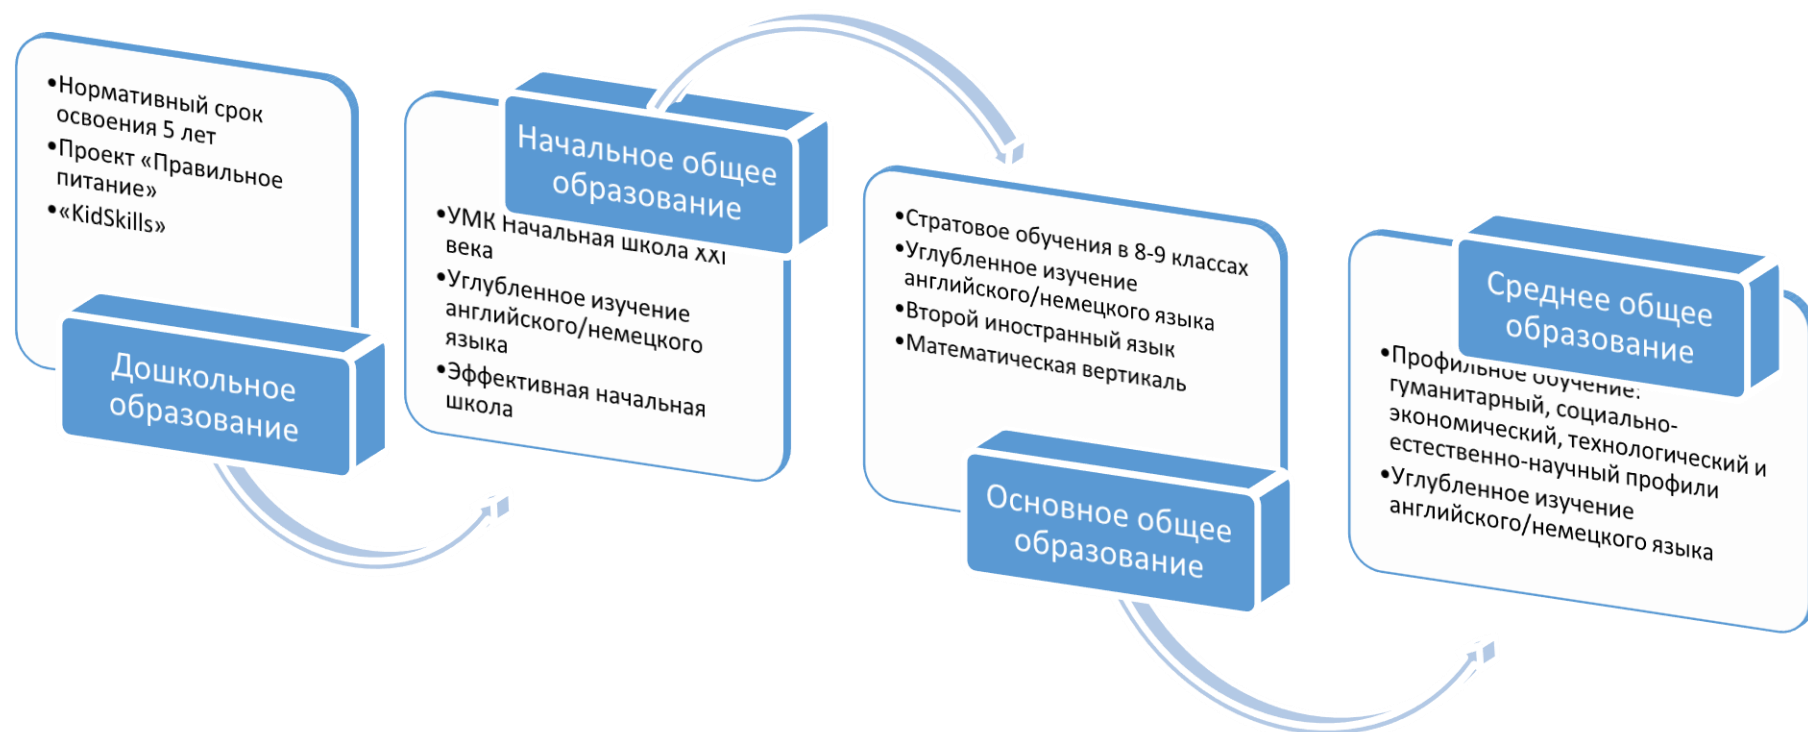 •Нормативный срок
освоения 5 лет
•Проект «Правильное
питание»
•«KidSkills»
Дошкольное
образование
Начальное общее
образование
•УМК Начальная школа XXI
века
•Углубленное изучение
английского/немецкого
языка
•Эффективная начальная
школа
•Стратовое обучения в 8-9 классах
•Углубленное изучение
английского/немецкого языка
•Второй иностранный язык
•Математическая вертикаль
Основное общее
образование
Среднее общее
образование
•Профильное обучение:
гуманитарный, социально-
экономический, технологический и
естественно-научный профили
•Углубленное изучение
английского/немецкого языка